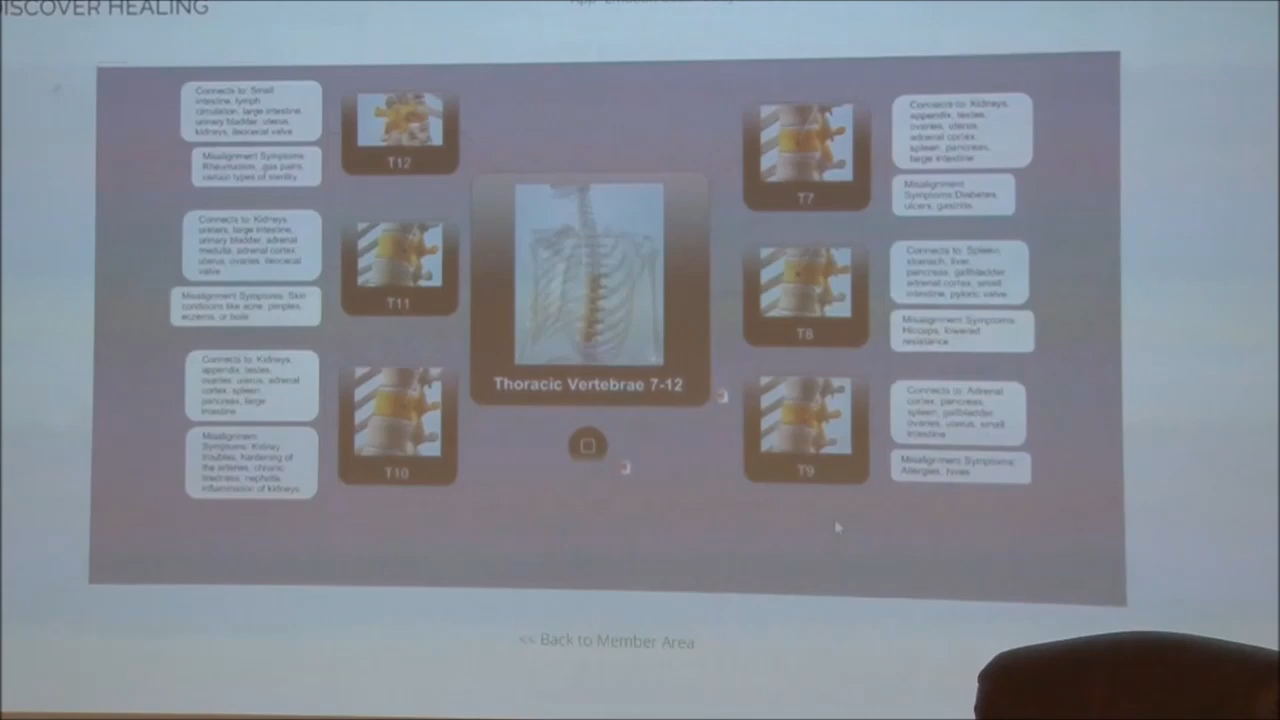 DISCOVER HEALING
Connects to: Small
intestine, lymph
circulation, large intestine,
urinary bladder, uterus,
kidneys, ileocecal valve
Misalignment Symptoms:
Rheumatism, gas pains,
certain types of sterility
T12
Connects to: Kidneys,
ureters, large intestine,
urinary bladder, adrenal
medulla, adrenal cortex,
uterus, ovaries, ileocecal
valve
Misalignment Symptoms: Skin
conditions like acne, pimples,
eczema, or boils
T11
Connects to: Kidneys,
appendix, testes,
ovaries, uterus, adrenal
cortex, spleen,
pancreas, large
intestine
Misalignment
Symptoms: Kidney
troubles, hardening of
the arteries, chronic
tiredness, nephritis,
inflammation of kidneys
T10
Thoracic Vertebrae 7-12
T7
Connects to: Kidneys,
appendix, testes,
ovaries, uterus,
adrenal cortex,
spleen, pancreas,
large intestine
Misalignment
Symptoms: Diabetes,
ulcers, gastritis
T8
Connects to: Spleen,
stomach, liver,
pancreas, gallbladder,
adrenal cortex, small
intestine, pyloric valve
Misalignment Symptoms:
Hiccups, lowered
resistance
T9
Connects to: Adrenal
cortex, pancreas,
spleen, gallbladder,
ovaries, uterus, small
intestine
Misalignment Symptoms:
Allergies, hives
<< Back to Member Area